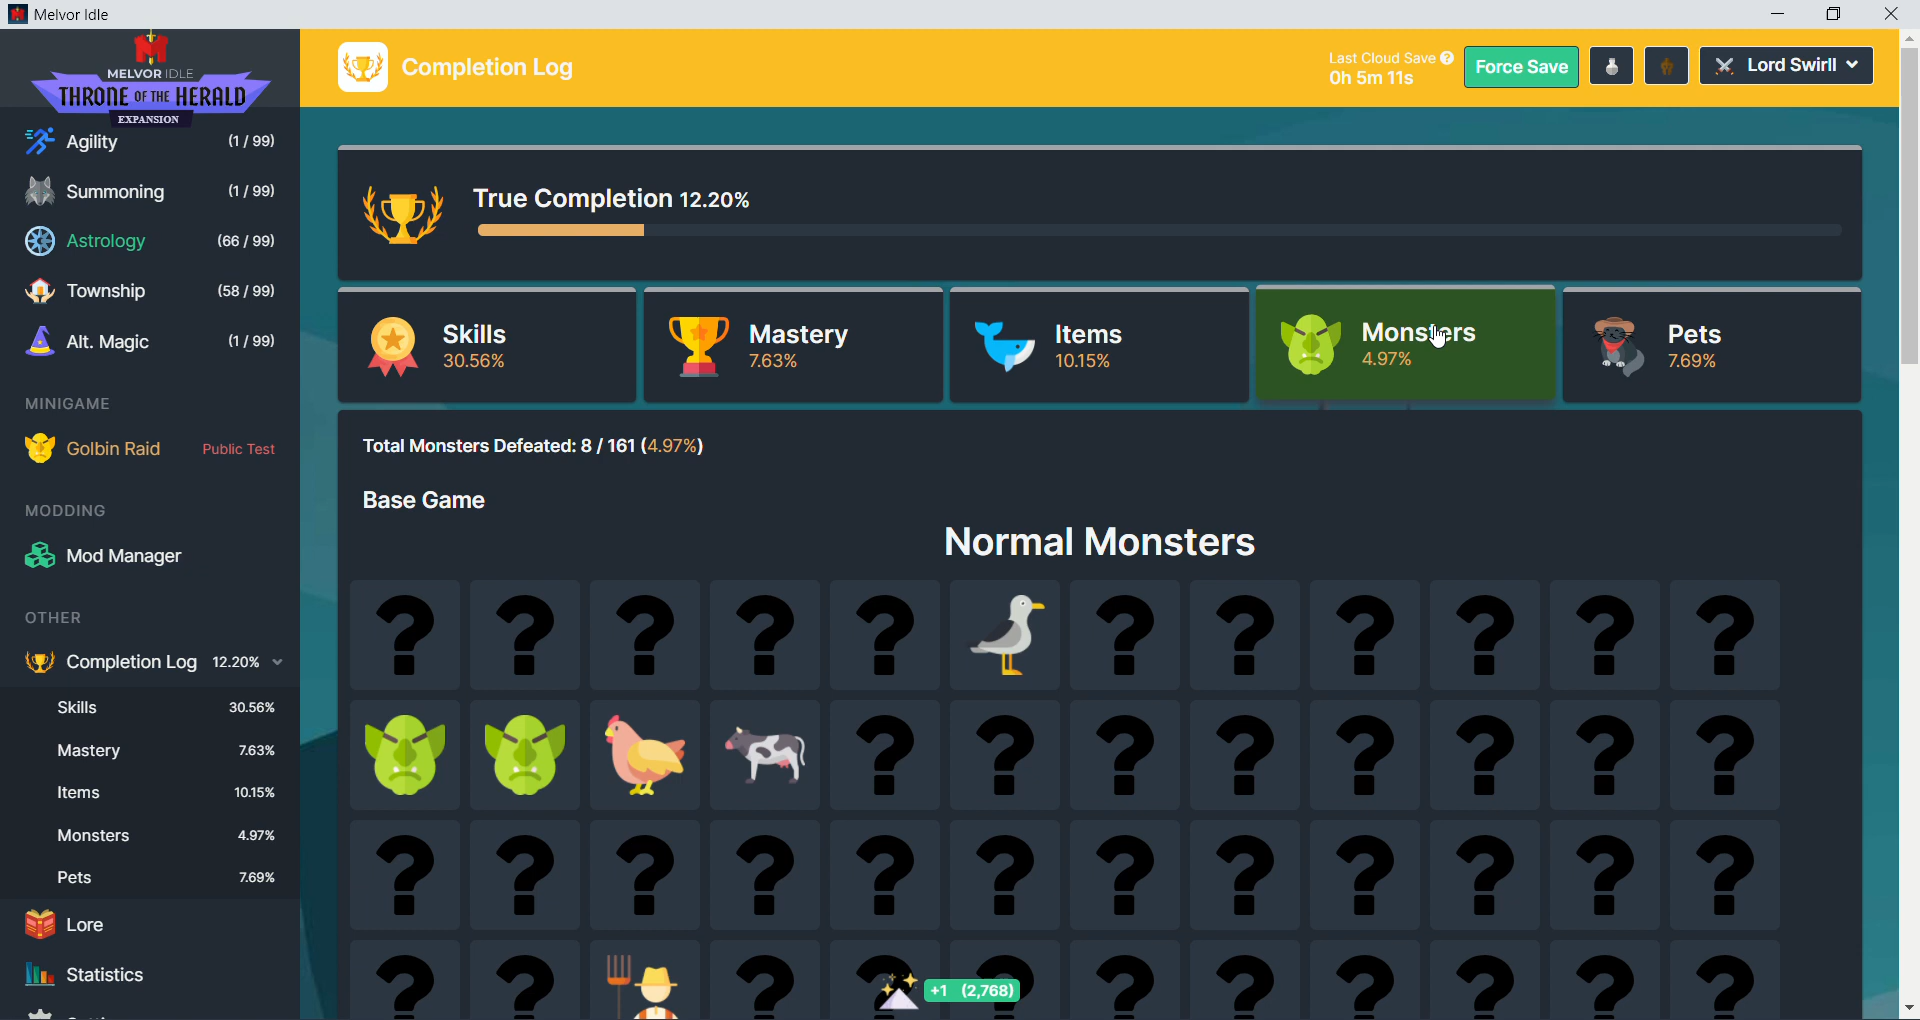 Melvor Idle
MELVOR IDLE
THRONE OF THE HERALD
EXPANSION
Agility (1 / 99)
Summoning (1 / 99)
Astrology (66 / 99)
Township (58 / 99)
Alt. Magic (1 / 99)
MINIGAME
Golbin Raid Public Test
MODDING
Mod Manager
OTHER
Completion Log 12.20%
Skills 30.56%
Mastery 7.63%
Items 10.15%
Monsters 4.97%
Pets 7.69%
Lore
Statistics
Completion Log
Last Cloud Save ?
0h 5m 11s
Force Save
Lord Swirll
True Completion 12.20%
Skills
30.56%
Mastery
7.63%
Items
10.15%
Monsters
4.97%
Pets
7.69%
Total Monsters Defeated: 8 / 161 (4.97%)
Base Game
Normal Monsters
? ? ? ? ? ? ? ? ? ? ?
? ? ? ? ? ? ? ?
? ? ? ? ? ? ? ? ? ? ? ?
? ? ? ? ? ? ? ? ? ? ?
+1 (2,768)